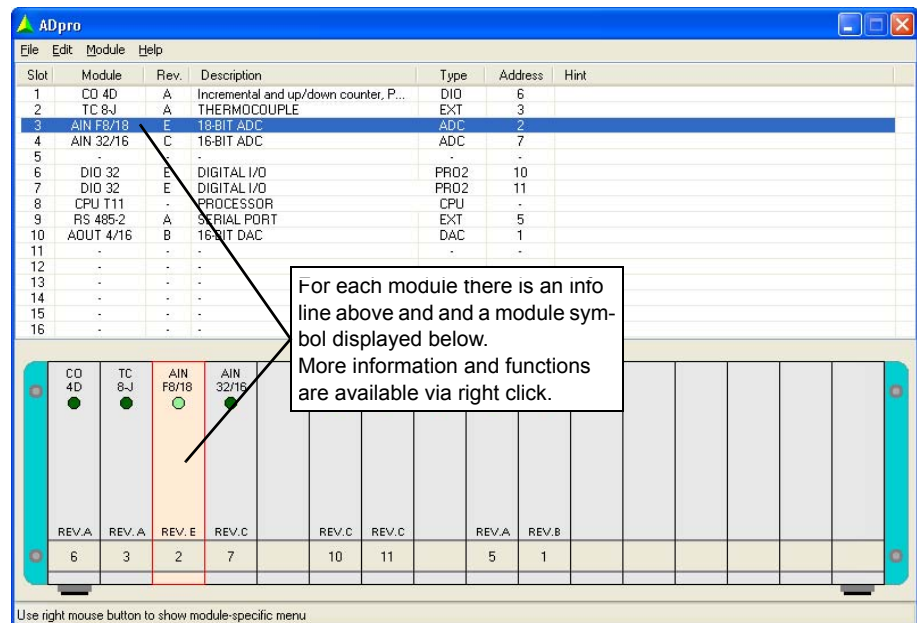 ADpro
File Edit Module Help
Slot Module Rev. Description Type Address Hint
1 CO 4D A Incremental and up/down counter, P... DIO 6
2 TC 8-J A THERMOCOUPLE EXT 3
3 AIN F8/18 E 18-BIT ADC ADC 2
4 AIN 32/16 C 16-BIT ADC ADC 7
5 - - - - -
6 DIO 32 E DIGITAL I/O PRO2 10
7 DIO 32 E DIGITAL I/O PRO2 11
8 CPU T11 - PROCESSOR CPU -
9 RS 485-2 A SERIAL PORT EXT 5
10 AOUT 4/16 B 16-BIT DAC DAC 1
11 - - - - -
12 - - -
13 - - -
14 - - -
15 - - -
16 - - -
For each module there is an info
line above and and a module sym-
bol displayed below.
More information and functions
are available via right click.
CO TC AIN AIN
4D 8-J F8/18 32/16
REV.A REV.A REV.E REV.C REV.C REV.C REV.A REV.B
6 3 2 7 10 11 5 1
Use right mouse button to show module-specific menu